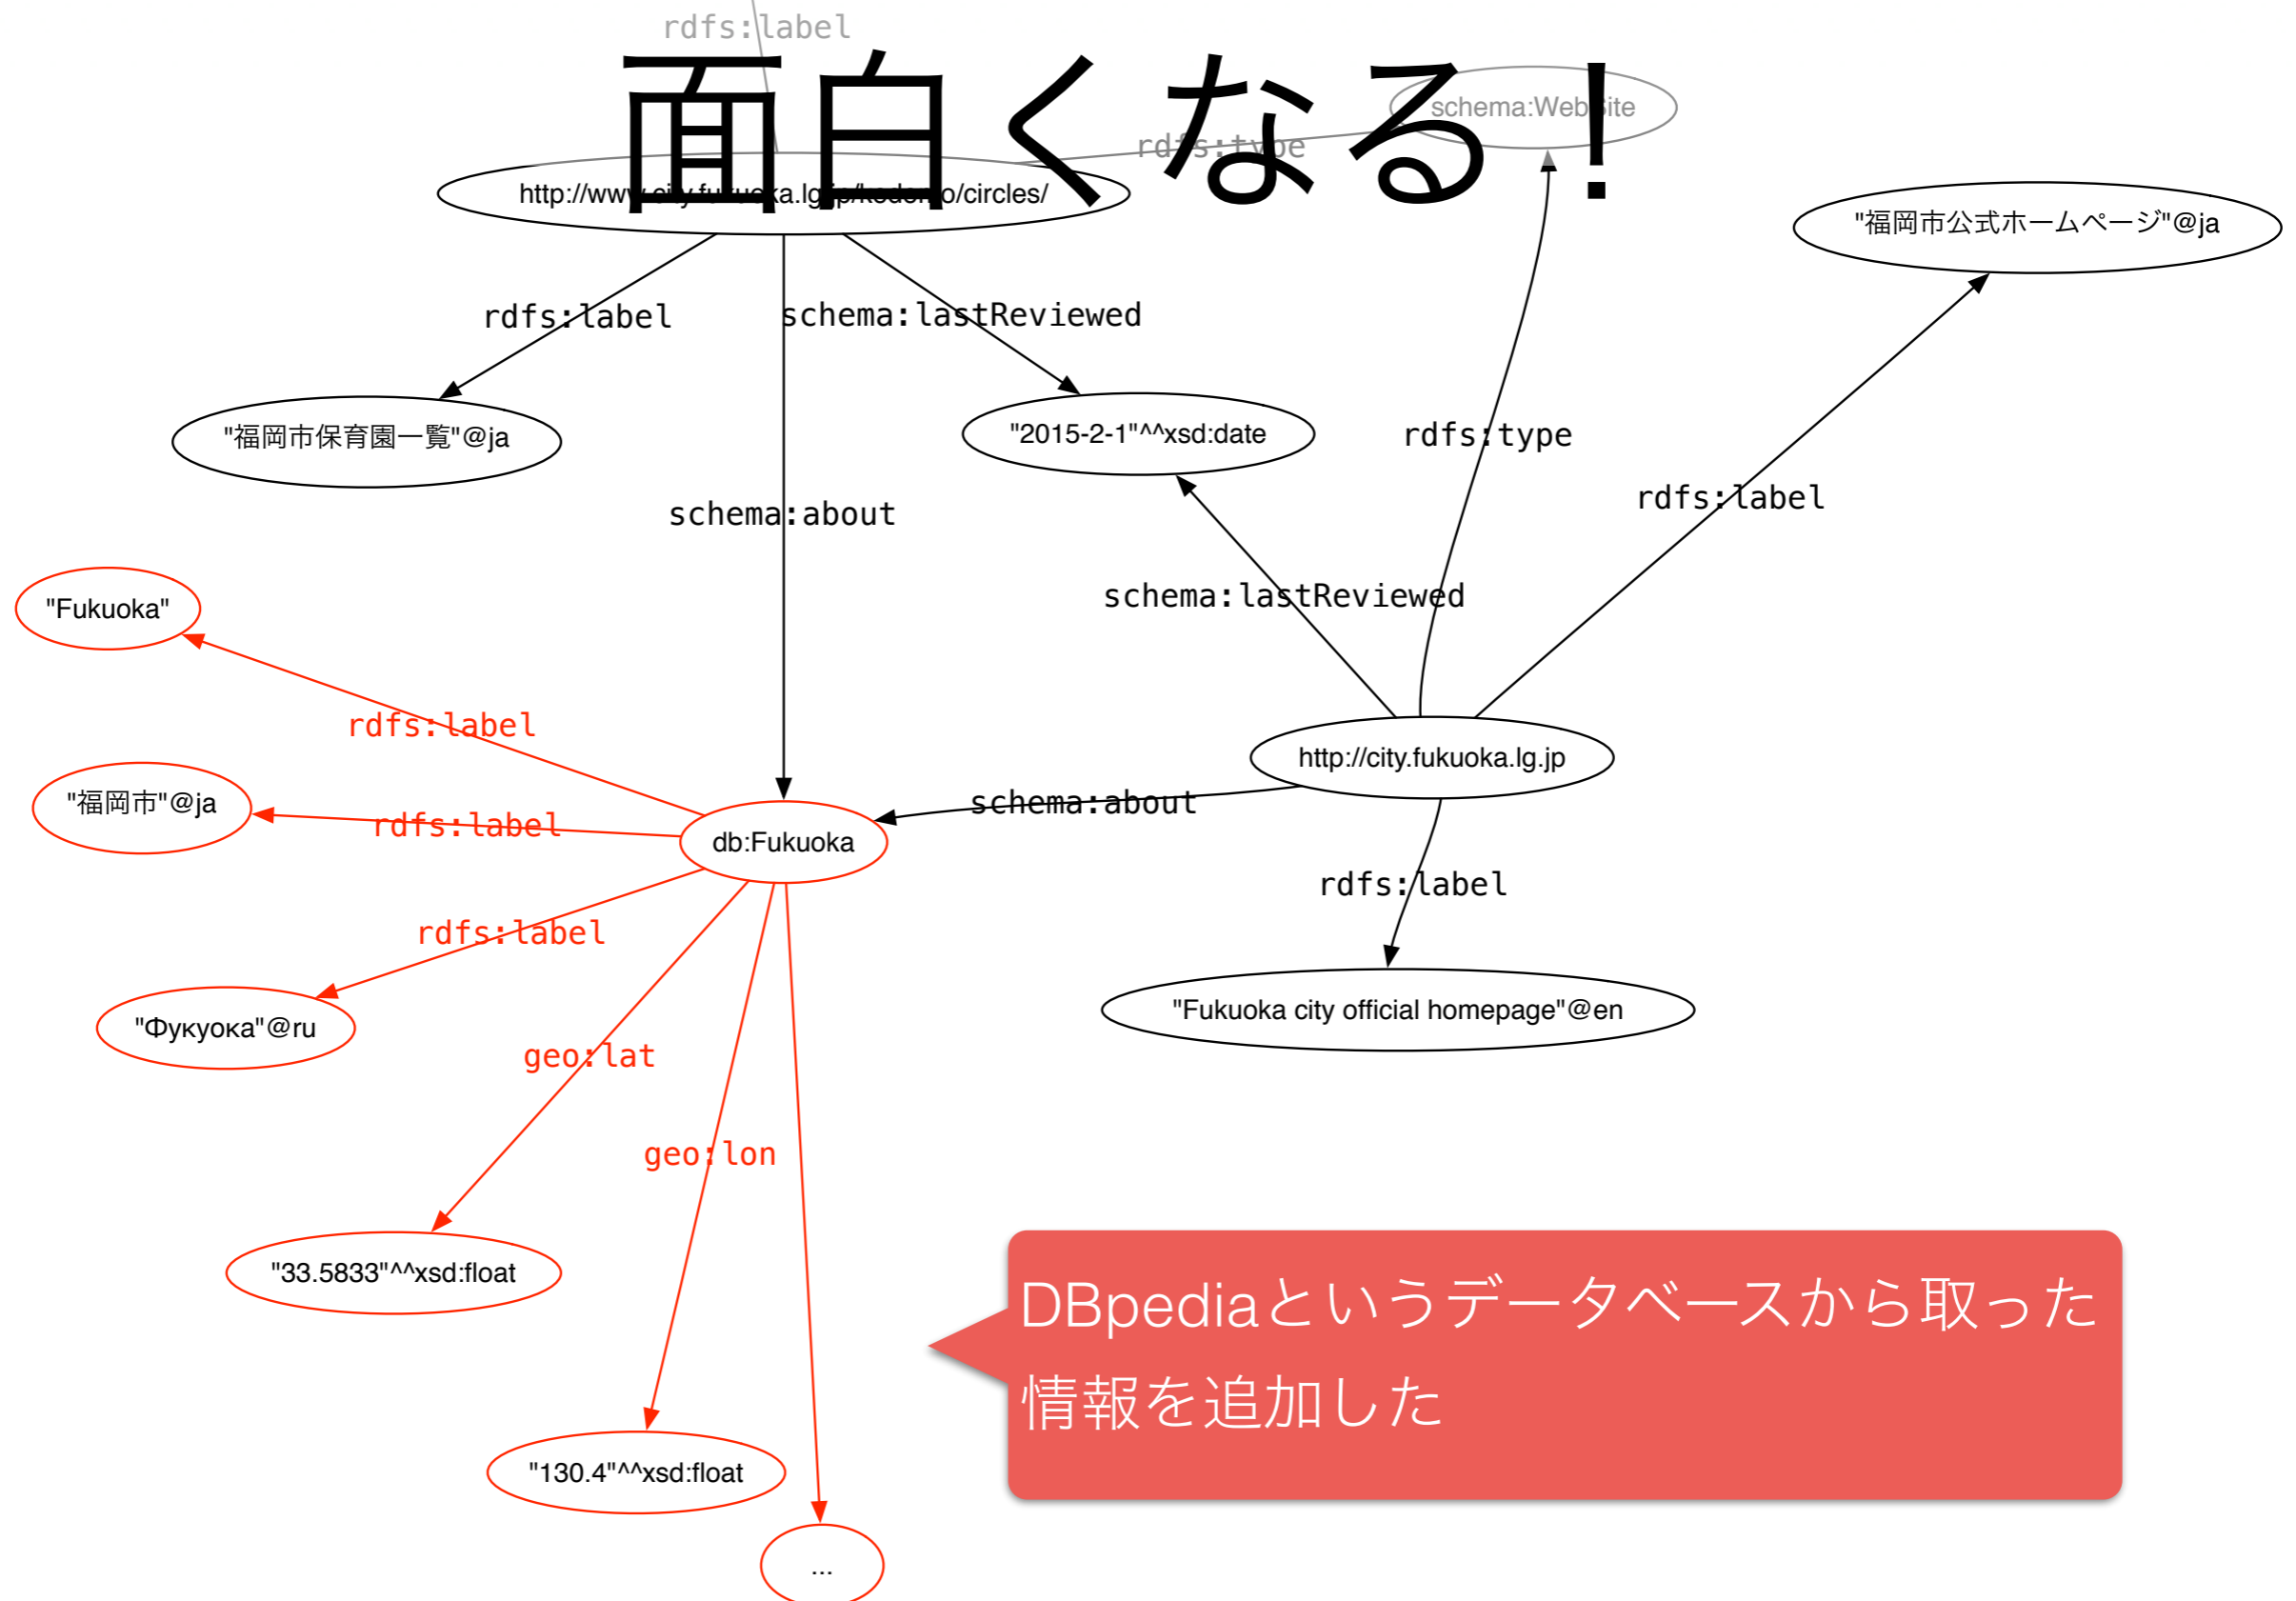 rdfs:label
面白くなる！
schema:WebSite
rdfs:type
http://www.city.fukuoka.lg.jp/kodomo/circles/
"福岡市公式ホームページ"@ja
rdfs:label
schema:lastReviewed
"福岡市保育園一覧"@ja
"2015-2-1"^^xsd:date
rdfs:type
rdfs:label
schema:about
"Fukuoka"
schema:lastReviewed
rdfs:label
http://city.fukuoka.lg.jp
"福岡市"@ja
rdfs:label
schema:about
db:Fukuoka
rdfs:label
rdfs:label
"Фукуока"@ru
"Fukuoka city official homepage"@en
geo:lat
geo:lon
"33.5833"^^xsd:float
DBpediaというデータベースから取った
情報を追加した
"130.4"^^xsd:float
...